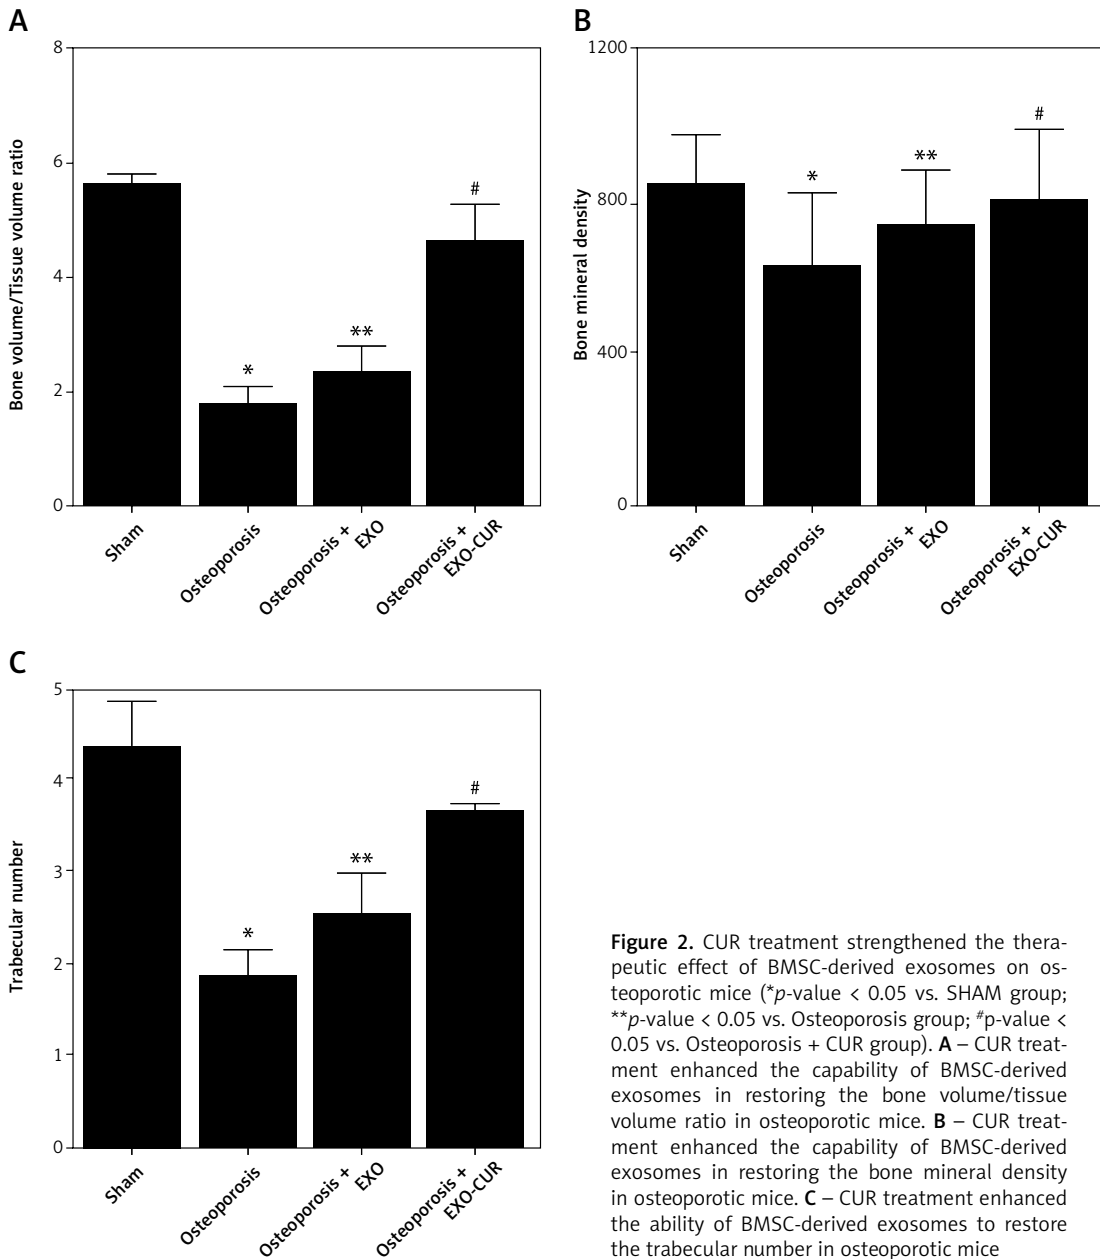 A
8
6
4
2
0
Bone volume/Tissue volume ratio
*
**
#
Sham
Osteoporosis
Osteoporosis +
EXO
Osteoporosis +
EXO-CUR
B
1200
800
400
0
Bone mineral density
*
**
#
Sham
Osteoporosis
Osteoporosis +
EXO
Osteoporosis +
EXO-CUR
C
5
4
3
2
1
0
Trabecular number
*
**
#
Sham
Osteoporosis
Osteoporosis +
EXO
Osteoporosis +
EXO-CUR
Figure 2. CUR treatment strengthened the thera-
peutic effect of BMSC-derived exosomes on os-
teoporotic mice (*p-value < 0.05 vs. SHAM group;
**p-value < 0.05 vs. Osteoporosis group; #p-value <
0.05 vs. Osteoporosis + CUR group). A – CUR treat-
ment enhanced the capability of BMSC-derived
exosomes in restoring the bone volume/tissue
volume ratio in osteoporotic mice. B – CUR treat-
ment enhanced the capability of BMSC-derived
exosomes in restoring the bone mineral density
in osteoporotic mice. C – CUR treatment enhanced
the ability of BMSC-derived exosomes to restore
the trabecular number in osteoporotic mice